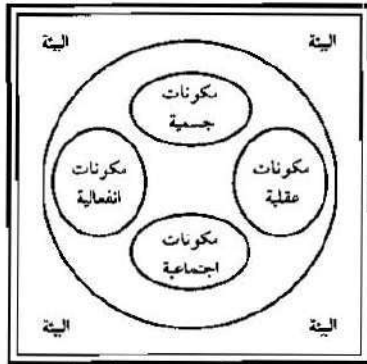 البيئة
البيئة
مكونات
جسمية
مكونات
عقلية
مكونات
انفعالية
مكونات
اجتماعية
البيئة
البيئة